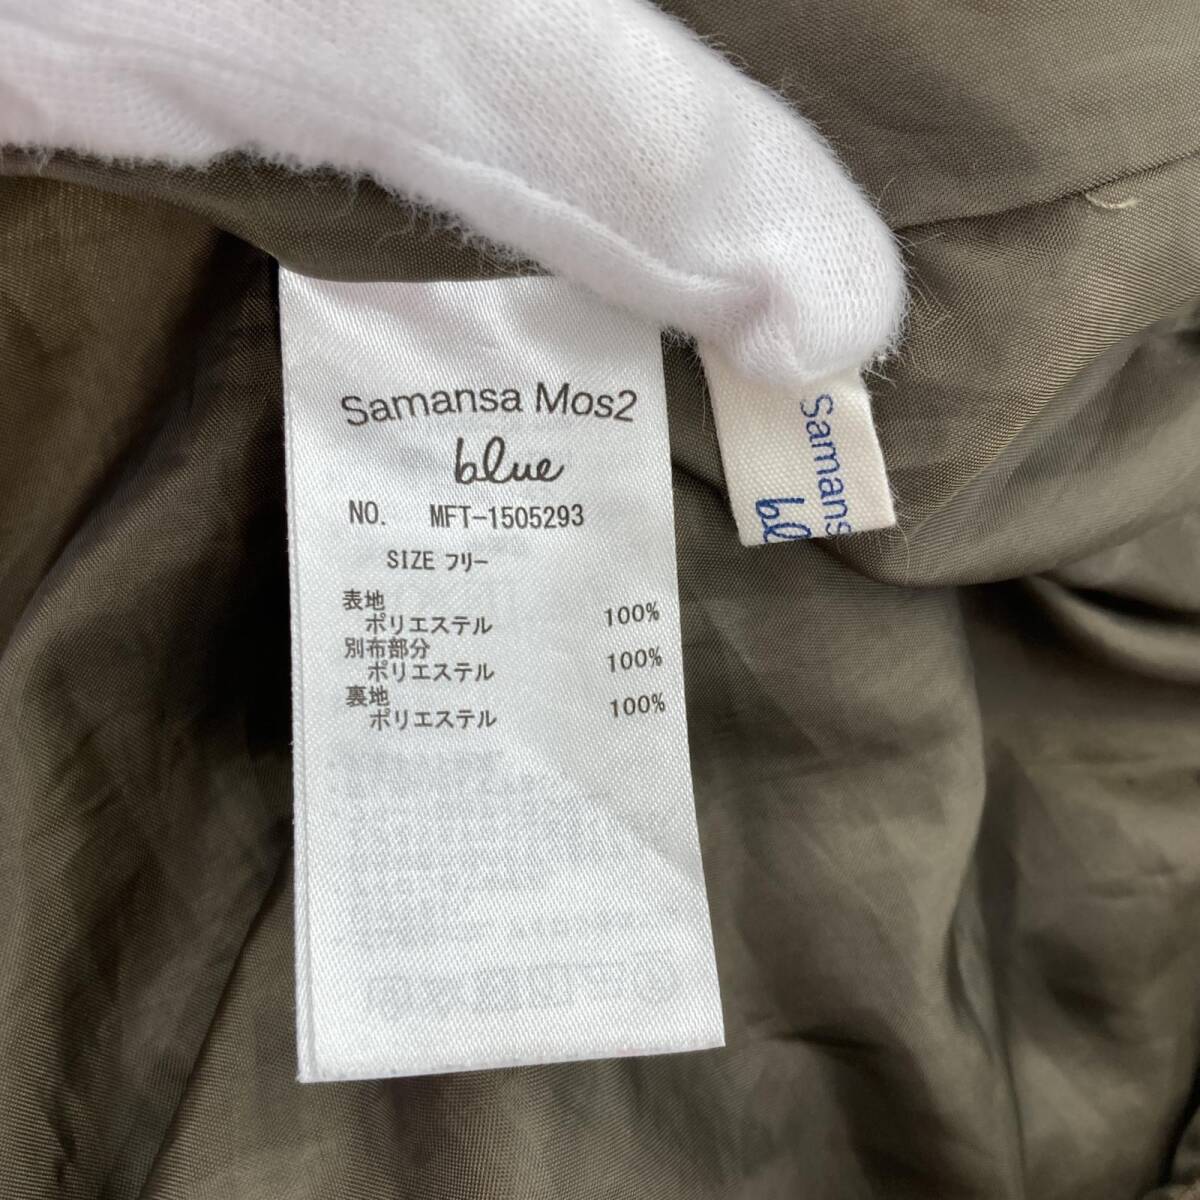 Samansa Mos2
blue
NO. MFT-1505293
SIZE フリー
表地
ポリエステル 100%
別布部分
ポリエステル 100%
裏地
ポリエステル 100%
Samans
bl